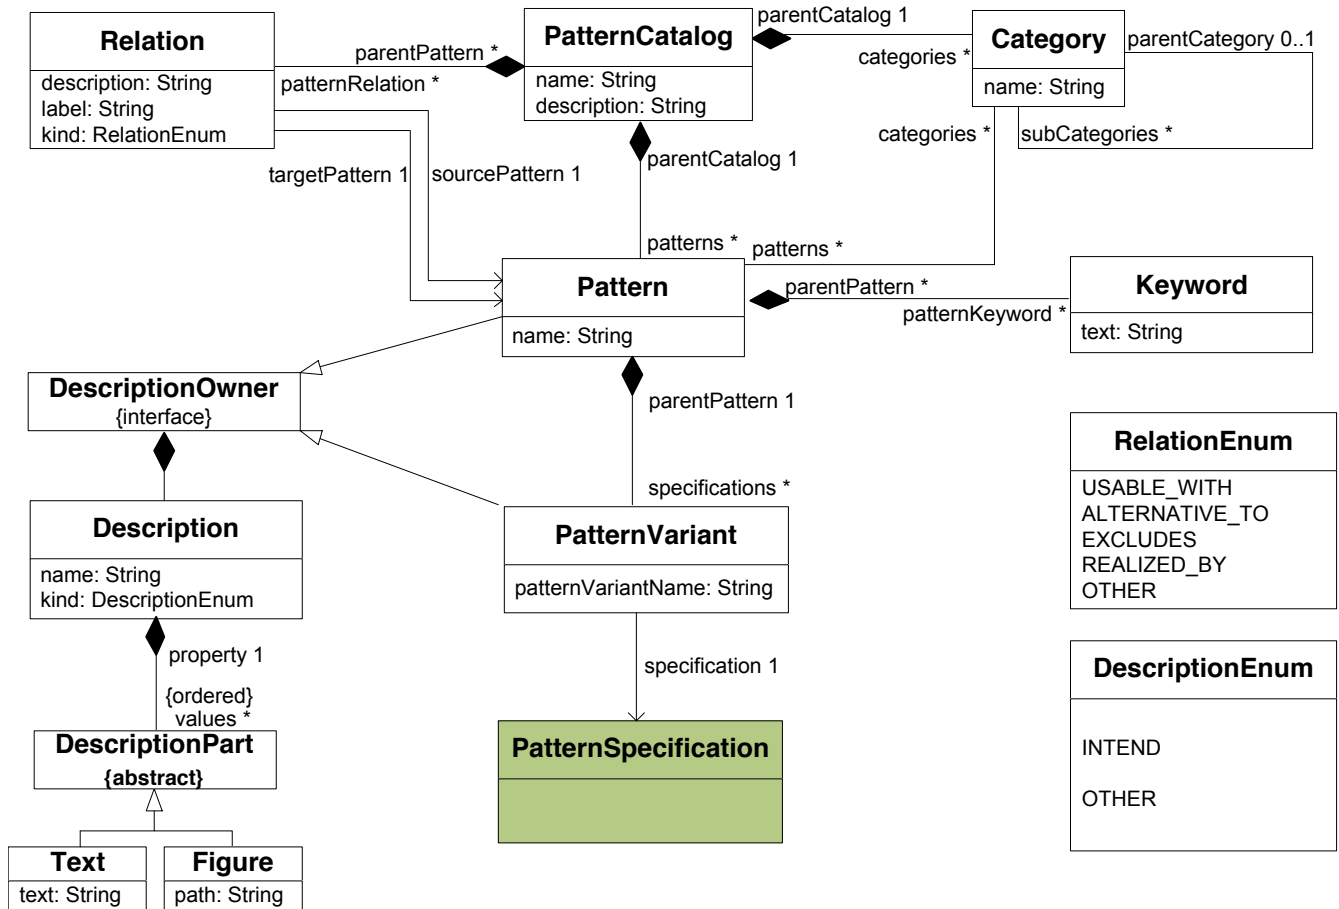 Relation
description: String
label: String
kind: RelationEnum
parentPattern *
patternRelation *
PatternCatalog
name: String
description: String
parentCatalog 1
categories *
Category
name: String
parentCategory 0..1
subCategories *
categories *
targetPattern 1
sourcePattern 1
parentCatalog 1
patterns *
patterns *
Pattern
name: String
parentPattern *
patternKeyword *
Keyword
text: String
DescriptionOwner
{interface}
parentPattern 1
specifications *
RelationEnum
USABLE_WITH
ALTERNATIVE_TO
EXCLUDES
REALIZED_BY
OTHER
Description
name: String
kind: DescriptionEnum
PatternVariant
patternVariantName: String
property 1
{ordered}
values *
specification 1
DescriptionEnum
INTEND
OTHER
DescriptionPart
{abstract}
PatternSpecification
Text
text: String
Figure
path: String